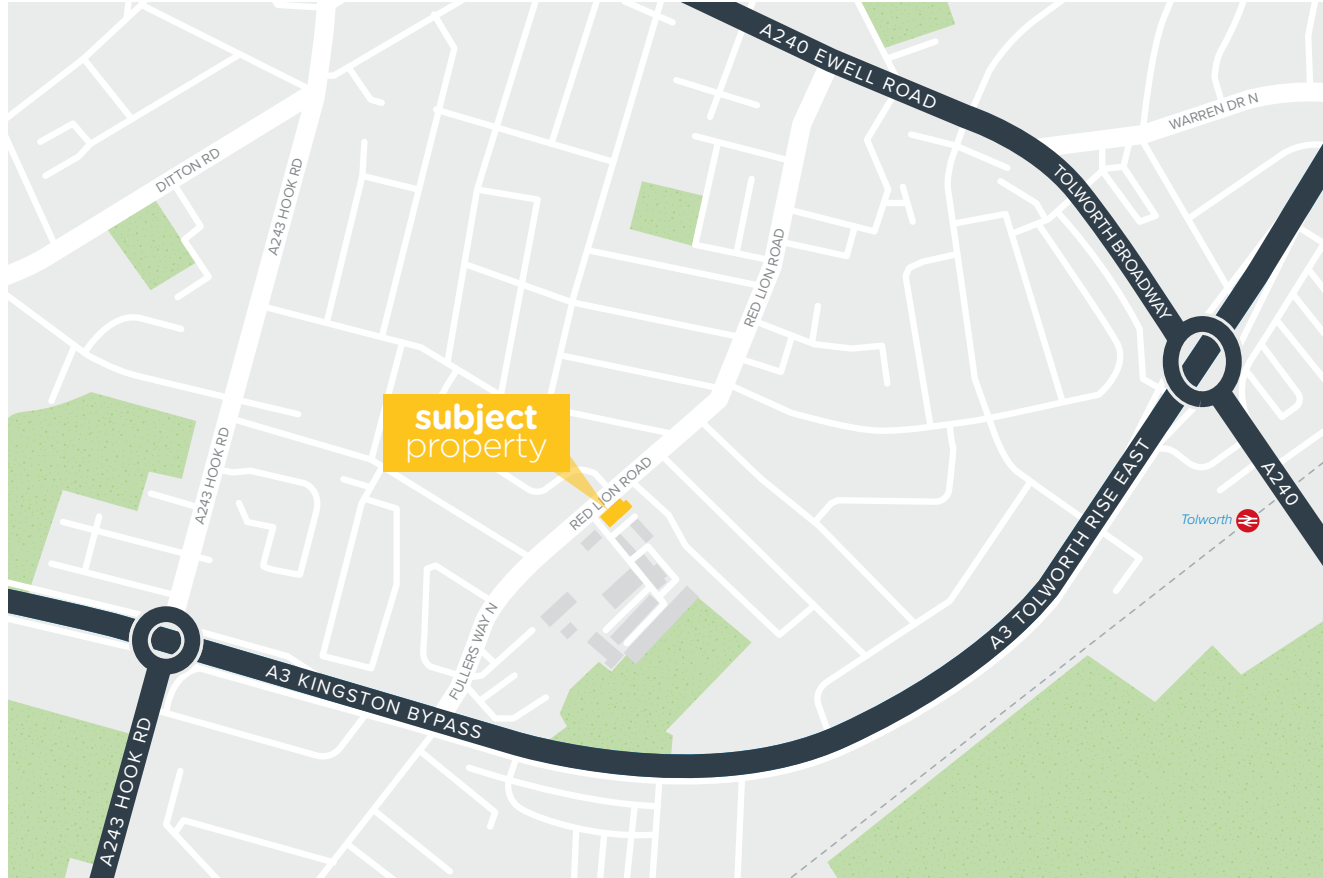 A240 EWELL ROAD
WARREN DR N
DITTON RD
A243 HOOK RD
TOLWORTH BROADWAY
RED LION ROAD
subject
property
A243 HOOK RD
RED LION ROAD
A240
Tolworth
A3 TOLWORTH RISE EAST
FULLERS WAY N
A3 KINGSTON BYPASS
A243 HOOK RD